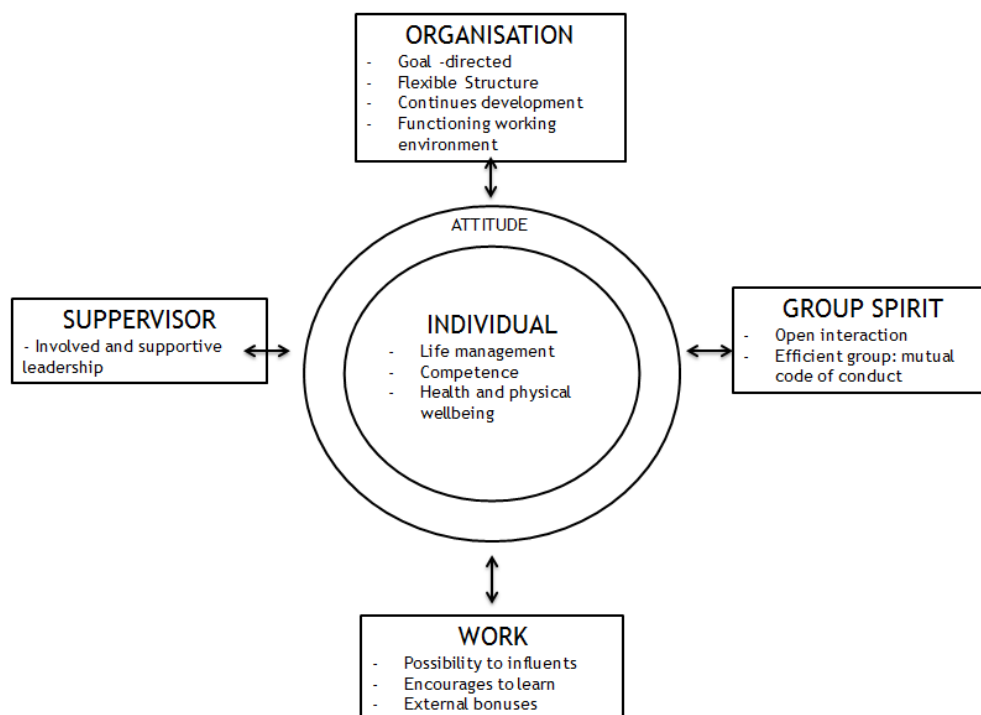 ORGANISATION
- Goal -directed
- Flexible Structure
- Continues development
- Functioning working
environment
ATTITUDE
SUPPERVISOR
- Involved and supportive
leadership
INDIVIDUAL
- Life management
- Competence
- Health and physical
wellbeing
GROUP SPIRIT
- Open interaction
- Efficient group: mutual
code of conduct
WORK
- Possibility to influents
- Encourages to learn
- External bonuses